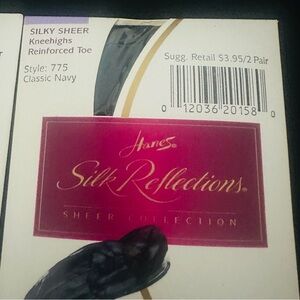 SILKY SHEER
Kneehighs
Reinforced Toe
Style: 775
Classic Navy
Sugg. Retail $3.95/2 Pair
0 12036 20158 0
Hanes®
Silk Reflections®
SHEER COLLECTION